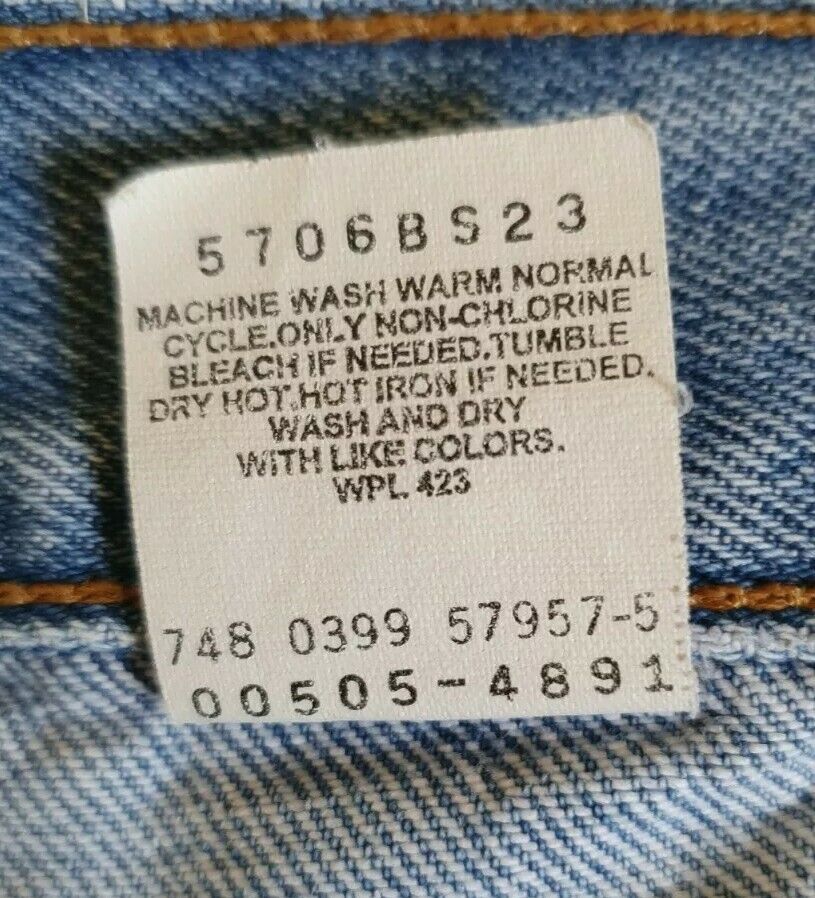 5706BS23
MACHINE WASH WARM NORMAL
CYCLE.ONLY NON-CHLORINE
BLEACH IF NEEDED.TUMBLE
DRY HOT.HOT IRON IF NEEDED.
WASH AND DRY
WITH LIKE COLORS.
WPL 423
748 0399 57957-5
00505-4891